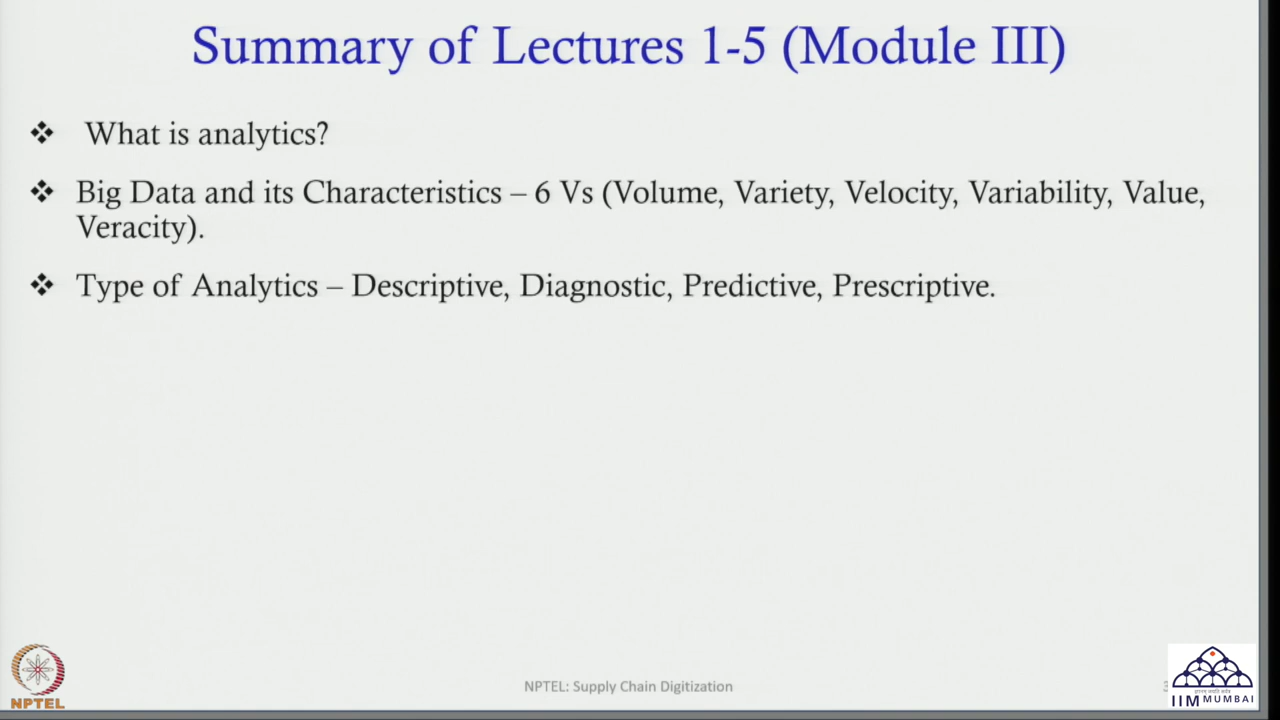 Summary of Lectures 1-5 (Module III)
❖ What is analytics?
❖ Big Data and its Characteristics – 6 Vs (Volume, Variety, Velocity, Variability, Value,
Veracity).
❖ Type of Analytics – Descriptive, Diagnostic, Predictive, Prescriptive.
NPTEL
NPTEL: Supply Chain Digitization
IIM MUMBAI